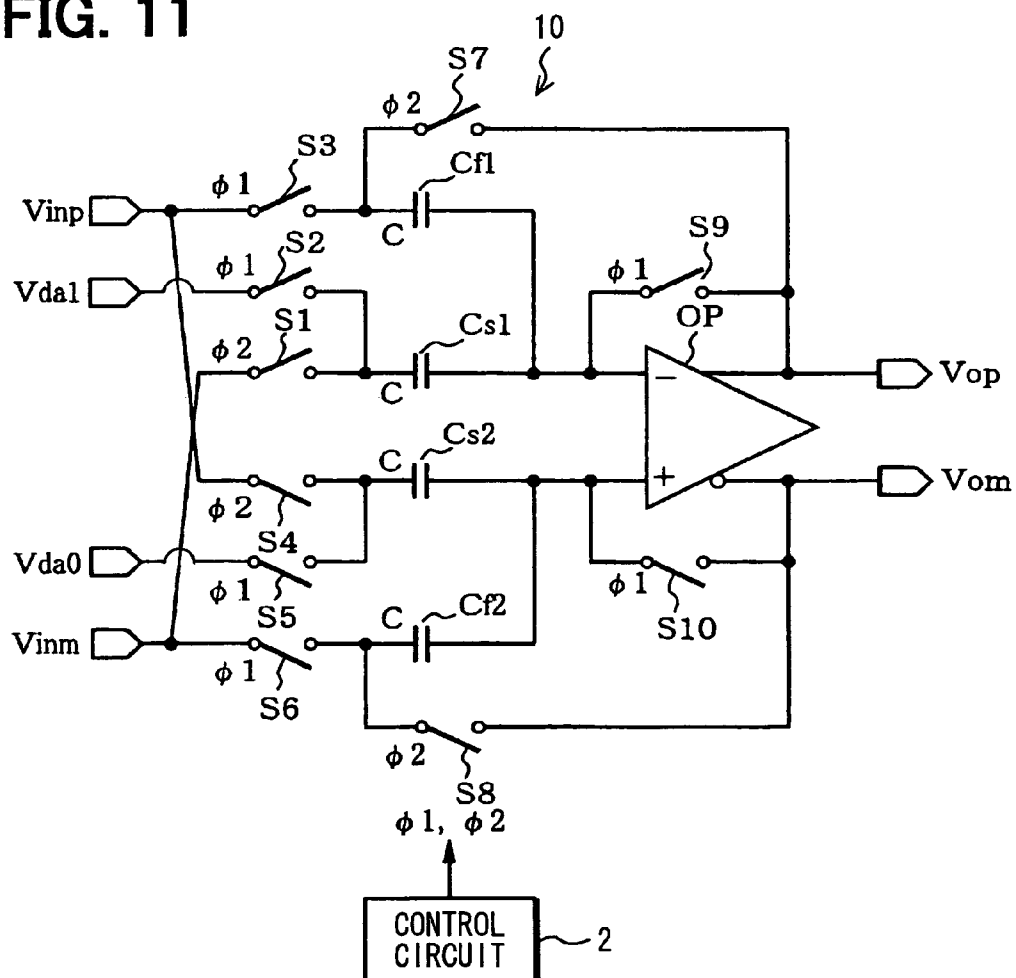 FIG. 11
10
S7
φ2
S3
Cf1
φ1
Vinp
C
S2
S9
φ1
φ1
Vda1
OP
S1
Cs1
φ2
C
−
Vop
Cs2
C
+
Vom
φ2
S4
Vda0
φ1
S5
C
Cf2
φ1
S10
Vinm
φ1
S6
φ2
S8
φ1, φ2
CONTROL
CIRCUIT
2